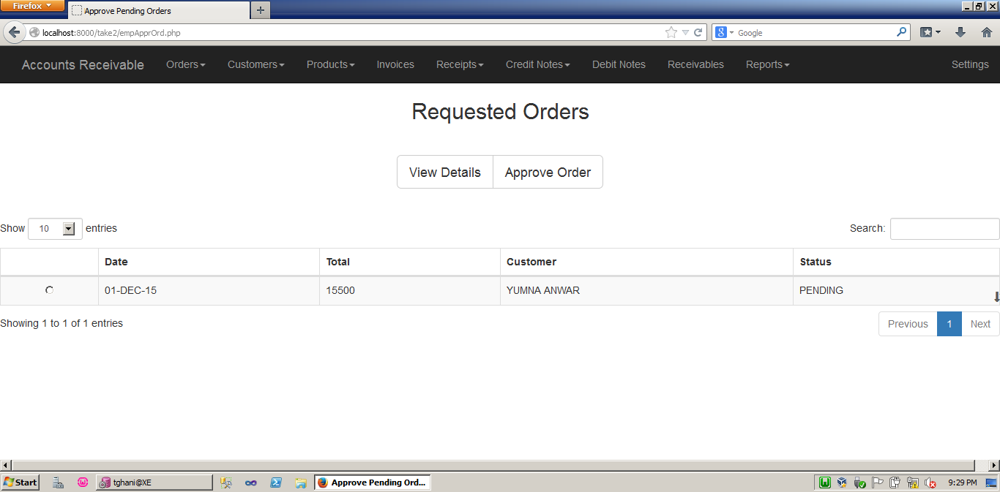 Firefox
Approve Pending Orders
localhost:8000/take2/empApprOrd.php
Google
Accounts Receivable Orders Customers Products Invoices Receipts Credit Notes Debit Notes Receivables Reports Settings
Requested Orders
View Details Approve Order
Show 10 entries Search:
Date Total Customer Status
01-DEC-15 15500 YUMNA ANWAR PENDING
Showing 1 to 1 of 1 entries Previous 1 Next
Start tghani@XE Approve Pending Ord... 9:29 PM